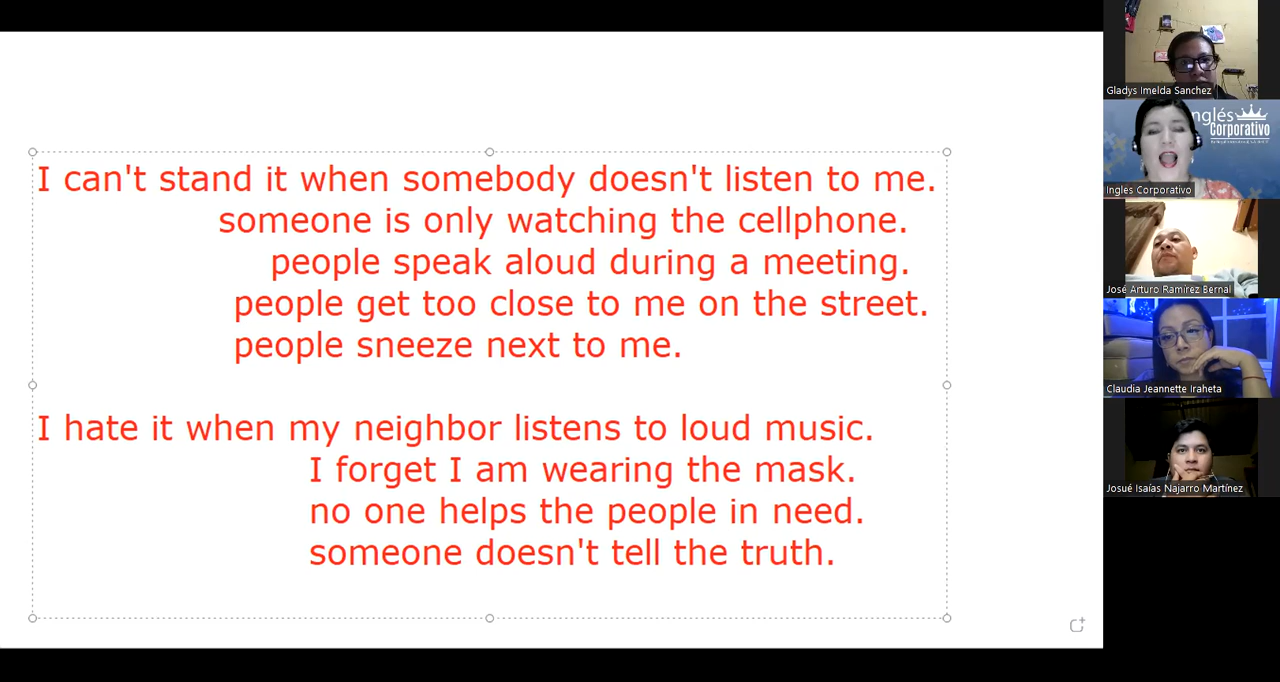 I can't stand it when somebody doesn't listen to me.
someone is only watching the cellphone.
people speak aloud during a meeting.
people get too close to me on the street.
people sneeze next to me.
I hate it when my neighbor listens to loud music.
I forget I am wearing the mask.
no one helps the people in need.
someone doesn't tell the truth.
Gladys Imelda Sanchez
Inglés
Corporativo
Ingles Corporativo
José Arturo Ramírez Bernal
Claudia Jeannette Iraheta
Josué Isaías Najarro Martínez